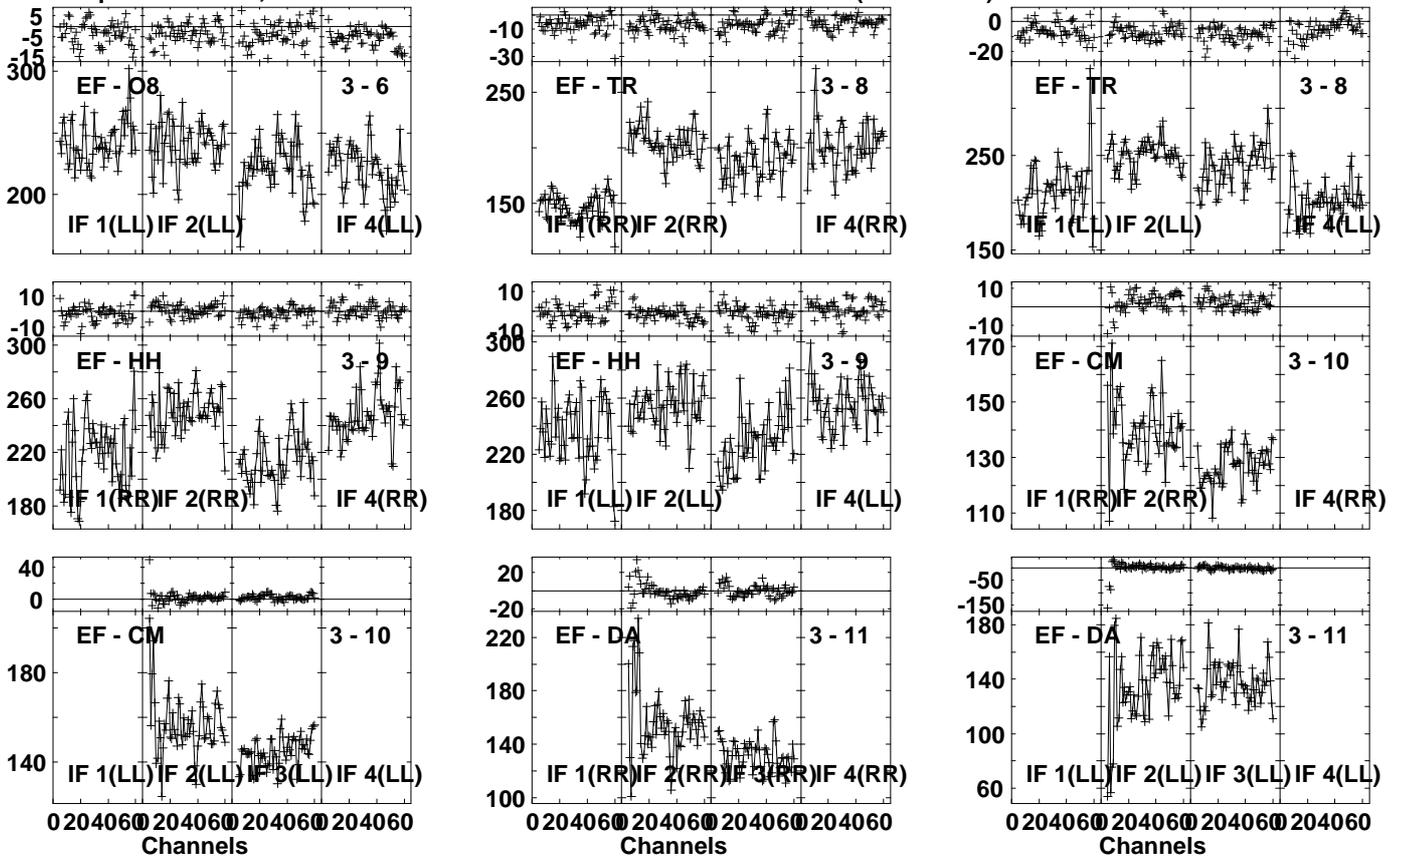 5 -10 0
-5 -30 -20
-15
300 EF - O8 3 - 6 250 EF - TR 3 - 8 EF - TR 3 - 8
250
200 150
IF 1(LL) IF 2(LL) IF 4(LL) IF 1(RR) IF 2(RR) IF 4(RR) IF 1(LL) IF 2(LL) IF 4(LL)
150
10 10 10
-10 -10 -10
300 EF - HH 3 - 9 300 EF - HH 3 - 9 170 EF - CM 3 - 10
260 260 150
220 220 130
180 IF 1(RR) IF 2(RR) IF 4(RR) 180 IF 1(LL) IF 2(LL) IF 4(LL) 110 IF 1(RR) IF 2(RR) IF 4(RR)
40 20 -50
0 -20 -150
EF - CM 3 - 10 220 EF - DA 3 - 11 180 EF - DA 3 - 11
180 180 140
140 140 100
IF 1(LL) IF 2(LL) IF 3(LL) IF 4(LL) IF 1(RR) IF 2(RR) IF 3(RR) IF 4(RR) IF 1(LL) IF 2(LL) IF 3(LL) IF 4(LL)
100 60
0 20 40 60 0 20 40 60 0 20 40 60 0 20 40 60 0 20 40 60 0 20 40 60 0 20 40 60 0 20 40 60 0 20 40 60 0 20 40 60 0 20 40 60 0 20 40 60
Channels Channels Channels